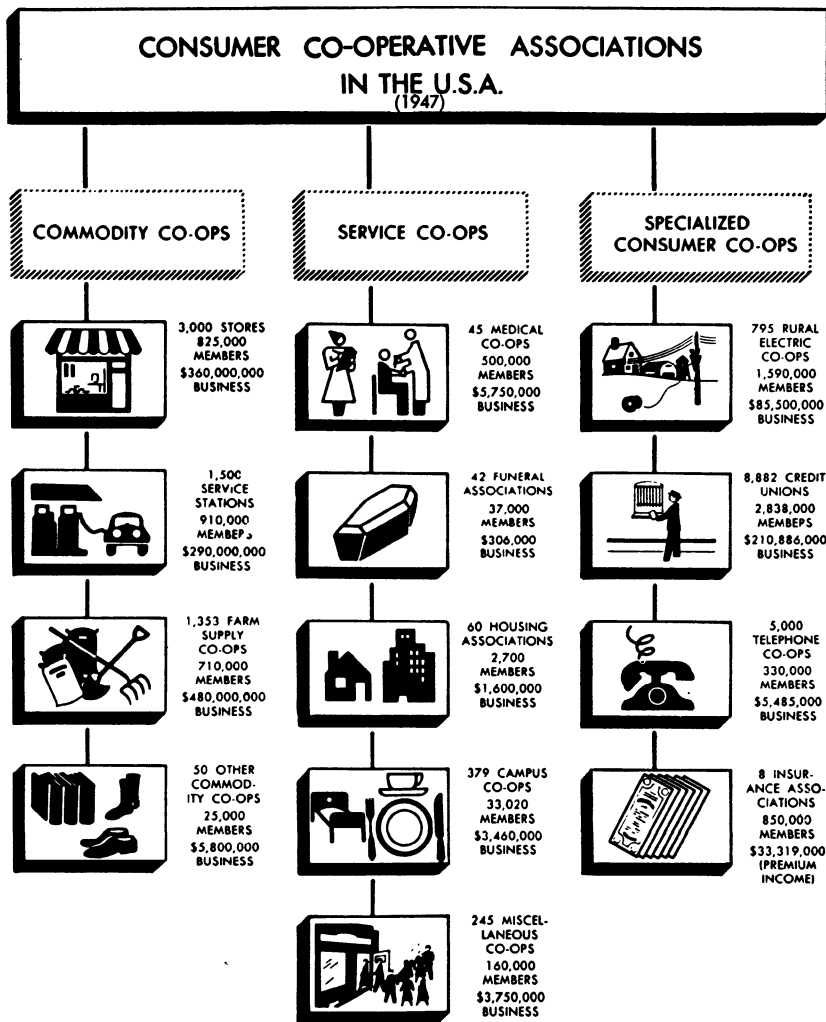 CONSUMER CO-OPERATIVE ASSOCIATIONS
IN THE U.S.A.
(1947)
COMMODITY CO-OPS
3,000 STORES
825,000
MEMBERS
$360,000,000
BUSINESS
1,500
SERVICE
STATIONS
910,000
MEMBERS
$290,000,000
BUSINESS
1,353 FARM
SUPPLY
CO-OPS
710,000
MEMBERS
$480,000,000
BUSINESS
50 OTHER
COMMOD-
ITY CO-OPS
25,000
MEMBERS
$5,800,000
BUSINESS
SERVICE CO-OPS
45 MEDICAL
CO-OPS
500,000
MEMBERS
$5,750,000
BUSINESS
42 FUNERAL
ASSOCIATIONS
37,000
MEMBERS
$306,000
BUSINESS
60 HOUSING
ASSOCIATIONS
2,700
MEMBERS
$1,600,000
BUSINESS
379 CAMPUS
CO-OPS
33,020
MEMBERS
$3,460,000
BUSINESS
245 MISCEL-
LANEOUS
CO-OPS
160,000
MEMBERS
$3,750,000
BUSINESS
SPECIALIZED
CONSUMER CO-OPS
795 RURAL
ELECTRIC
CO-OPS
1,590,000
MEMBERS
$85,500,000
BUSINESS
8,882 CREDIT
UNIONS
2,838,000
MEMBERS
$210,886,000
BUSINESS
5,000
TELEPHONE
CO-OPS
330,000
MEMBERS
$5,485,000
BUSINESS
8 INSUR-
ANCE ASSO-
CIATIONS
850,000
MEMBERS
$33,319,000
(PREMIUM
INCOME)